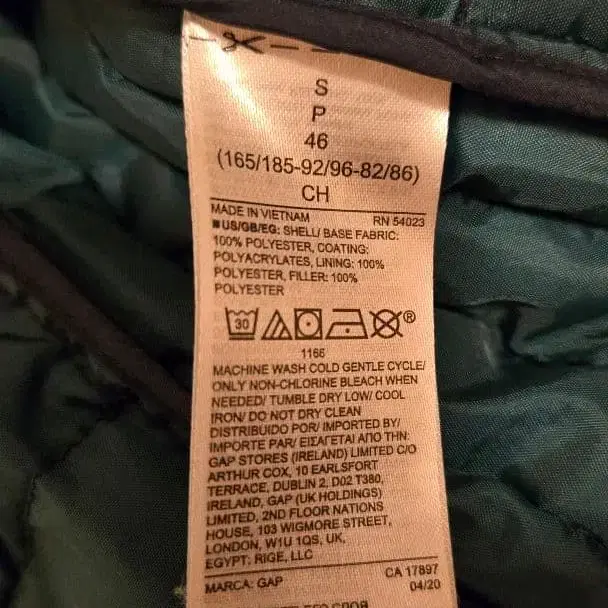 S
P
46
(165/185-92/96-82/86)
CH
MADE IN VIETNAM RN 54023
US/GB/EG: SHELL/ BASE FABRIC:
100% POLYESTER, COATING:
POLYACRYLATES, LINING: 100%
POLYESTER, FILLER: 100%
POLYESTER
30 ®
1166
MACHINE WASH COLD GENTLE CYCLE/
ONLY NON-CHLORINE BLEACH WHEN
NEEDED/ TUMBLE DRY LOW/ COOL
IRON/ DO NOT DRY CLEAN
DISTRIBUIDO POR/ IMPORTED BY/
IMPORTE PAR/ ΕΙΣΑΓΕΤΑΙ ΑΠΟ ΤΗΝ:
GAP STORES (IRELAND) LIMITED C/O
ARTHUR COX, 10 EARLSFORT
TERRACE, DUBLIN 2, D02 T380,
IRELAND, GAP (UK HOLDINGS)
LIMITED, 2ND FLOOR NATIONS
HOUSE, 103 WIGMORE STREET,
LONDON, W1U 1QS, UK,
EGYPT: RIGE, LLC
MARCA: GAP CA 17897
04/20